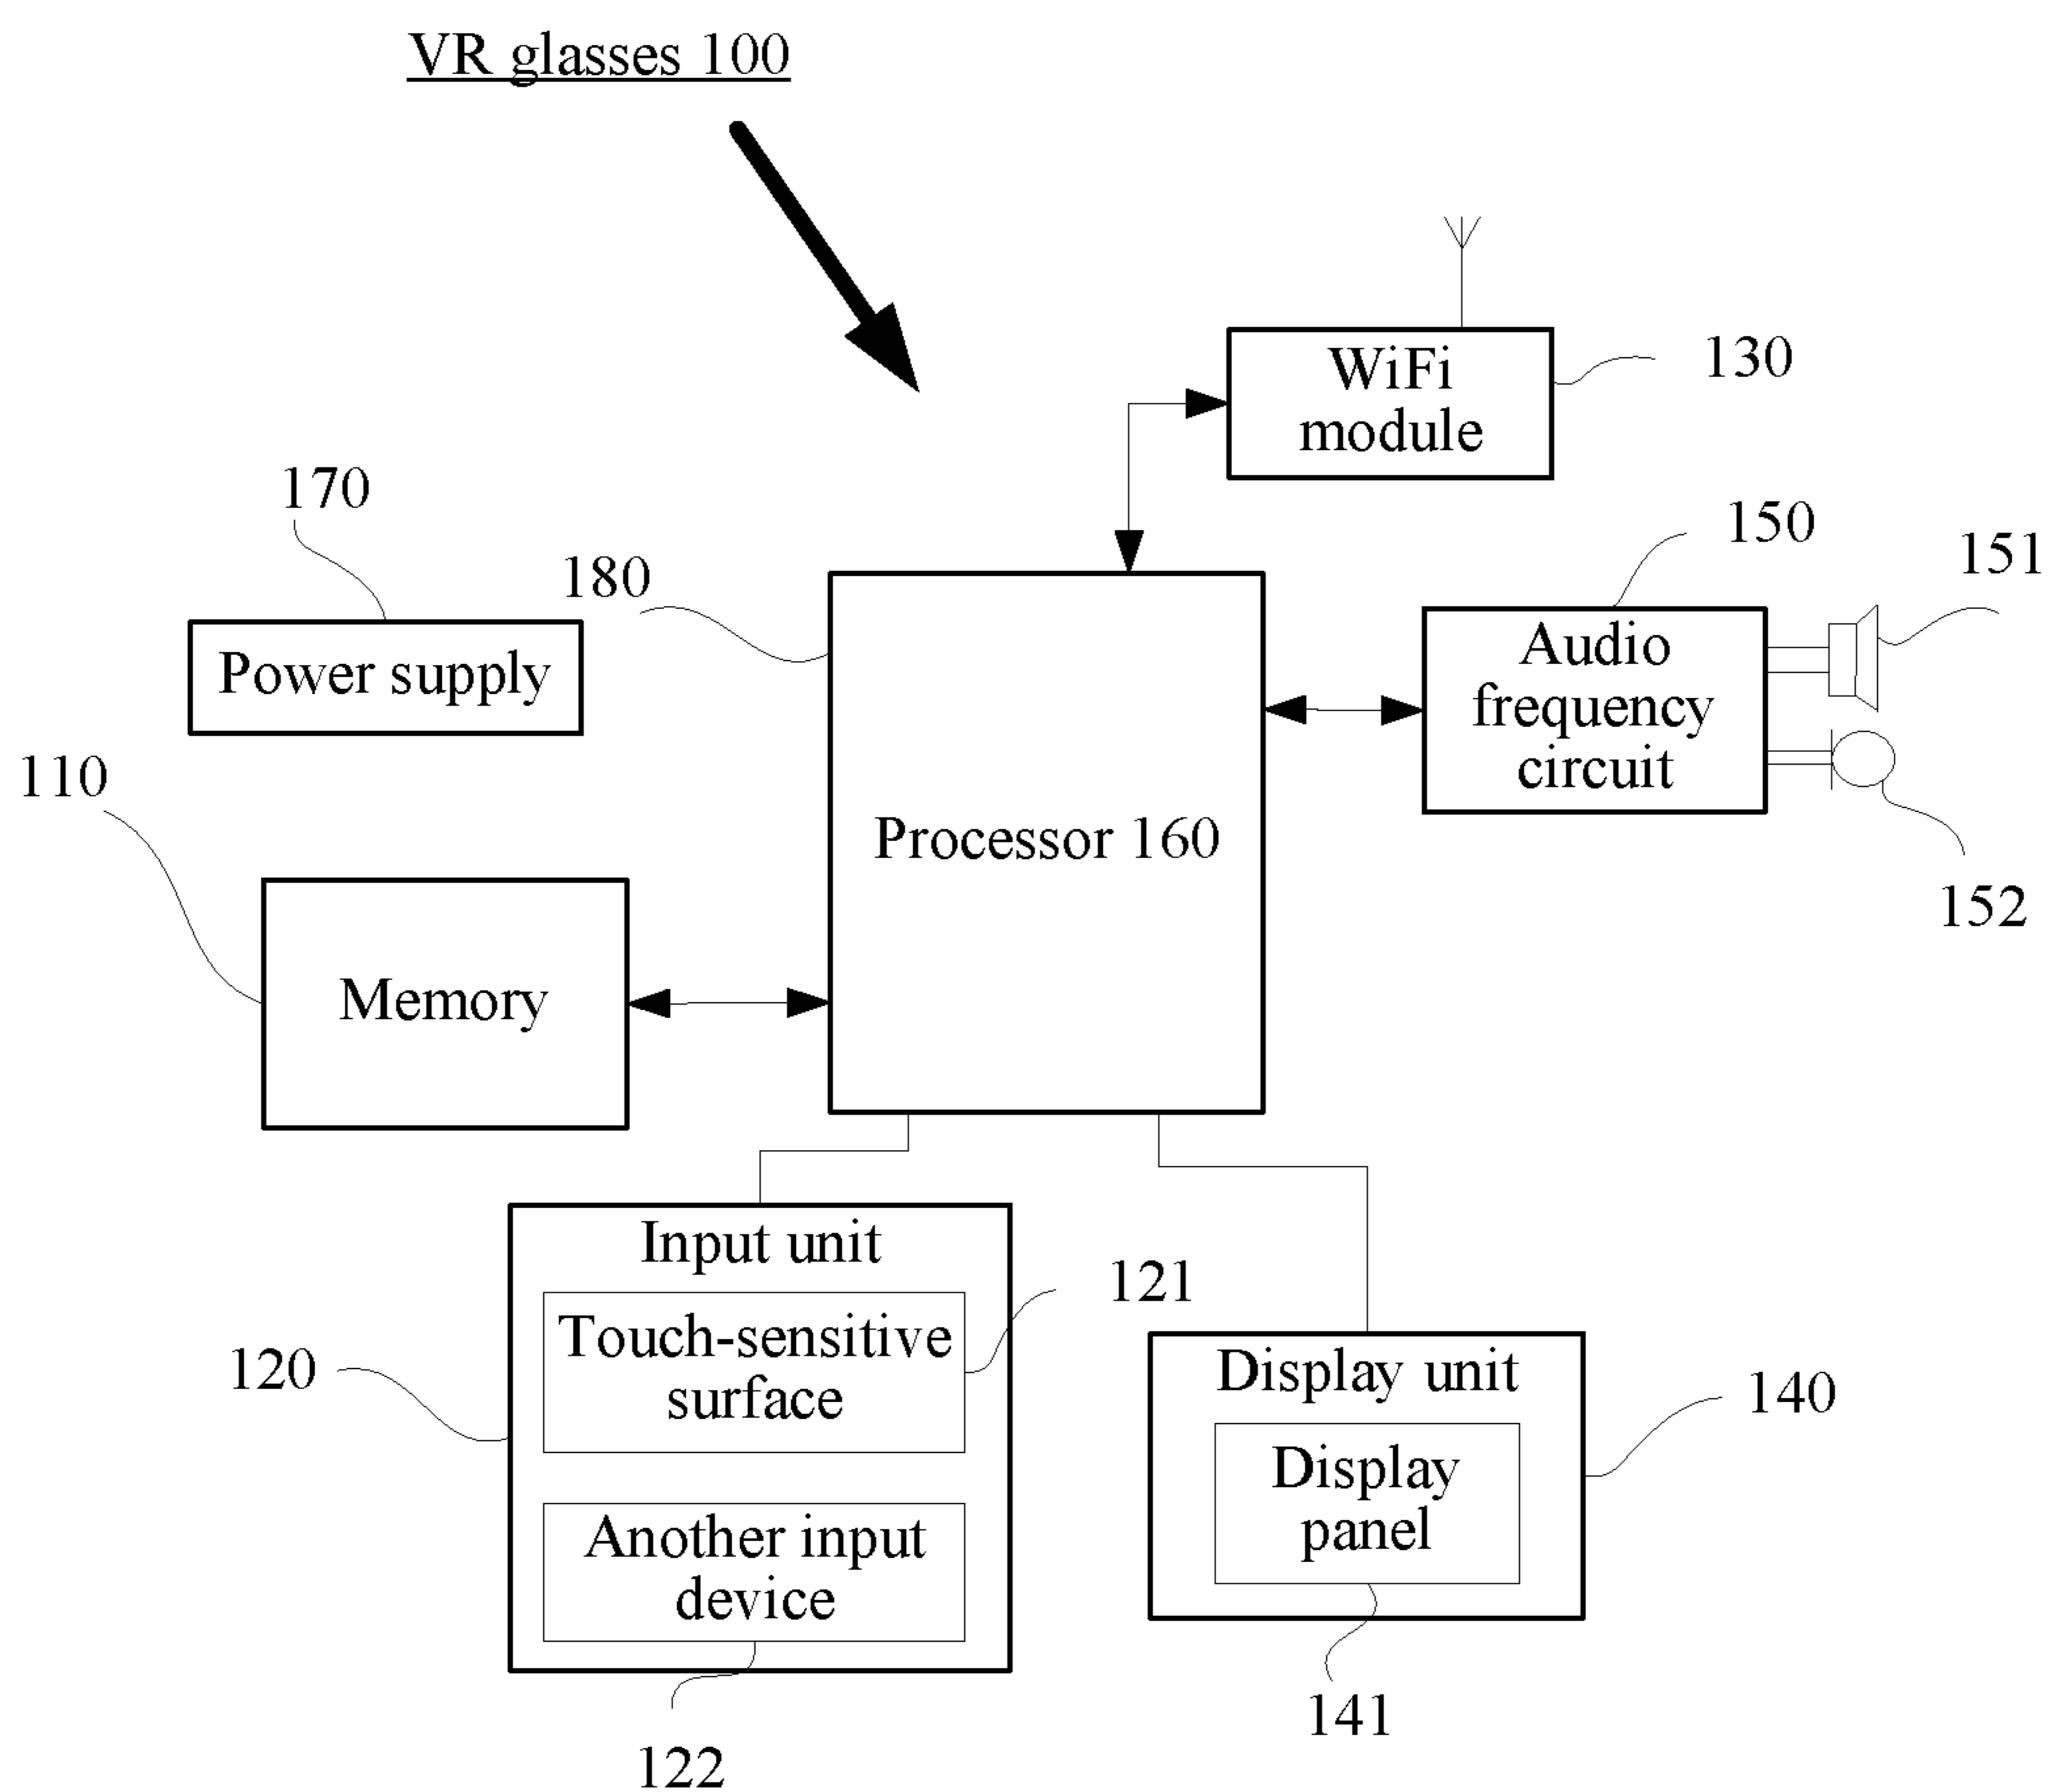 VR glasses 100
WiFi
module
130
170
150
151
180
Power supply
Audio
frequency
circuit
110
Processor 160
152
Memory
Input unit
121
Touch-sensitive
surface
120
Display unit
140
Display
panel
Another input
device
141
122